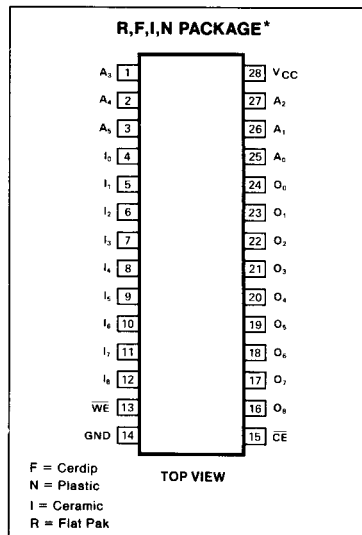 R,F,I,N PACKAGE*
A3 1 28 VCC
A4 2 27 A2
A5 3 26 A1
I0 4 25 A0
I1 5 24 O0
I2 6 23 O1
I3 7 22 O2
I4 8 21 O3
I5 9 20 O4
I6 10 19 O5
I7 11 18 O6
I8 12 17 O7
WE 13 16 O8
GND 14 15 CE
TOP VIEW
F = Cerdip
N = Plastic
I = Ceramic
R = Flat Pak